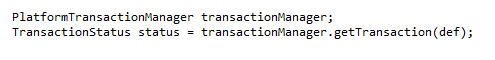 PlatformTransactionManager transactionManager;
TransactionStatus status = transactionManager.getTransaction(def);